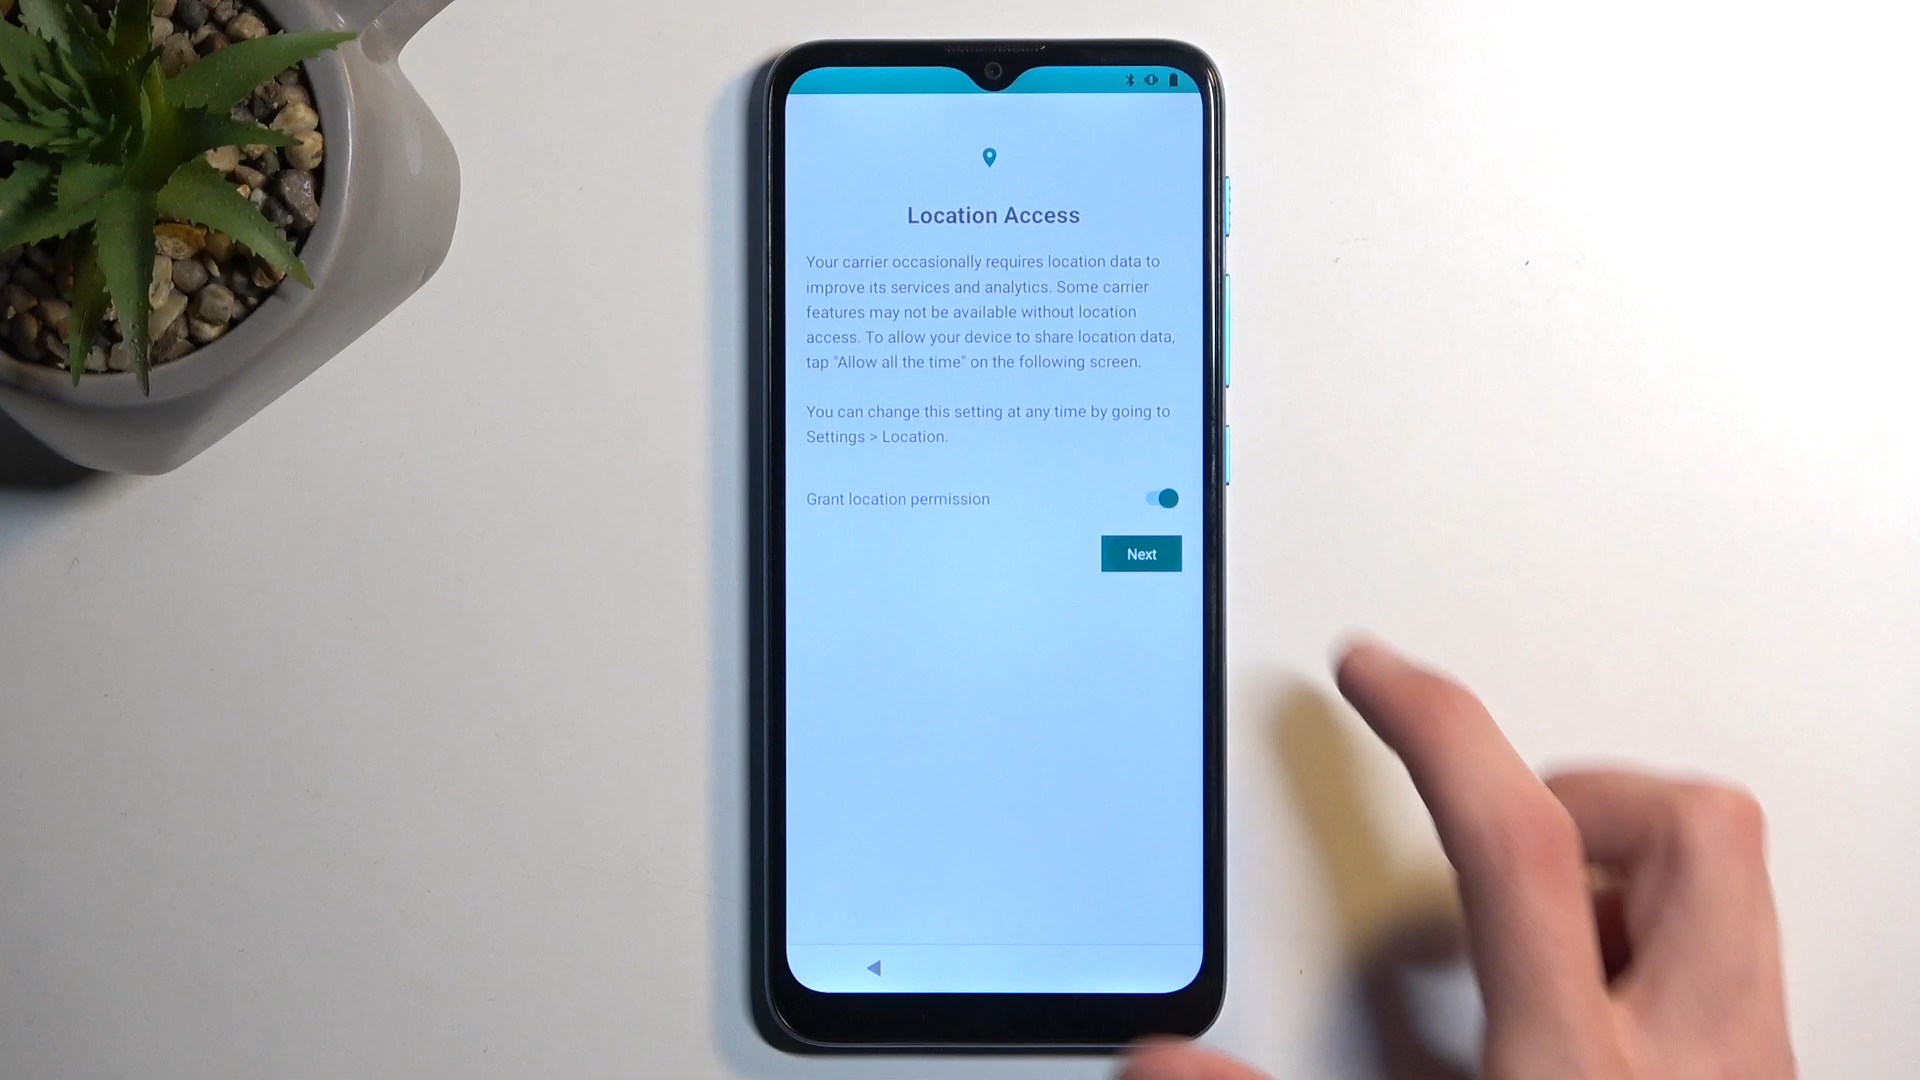 Location Access
Your carrier occasionally requires location data to
improve its services and analytics. Some carrier
features may not be available without location
access. To allow your device to share location data,
tap "Allow all the time" on the following screen.
You can change this setting at any time by going to
Settings > Location.
Grant location permission
Next